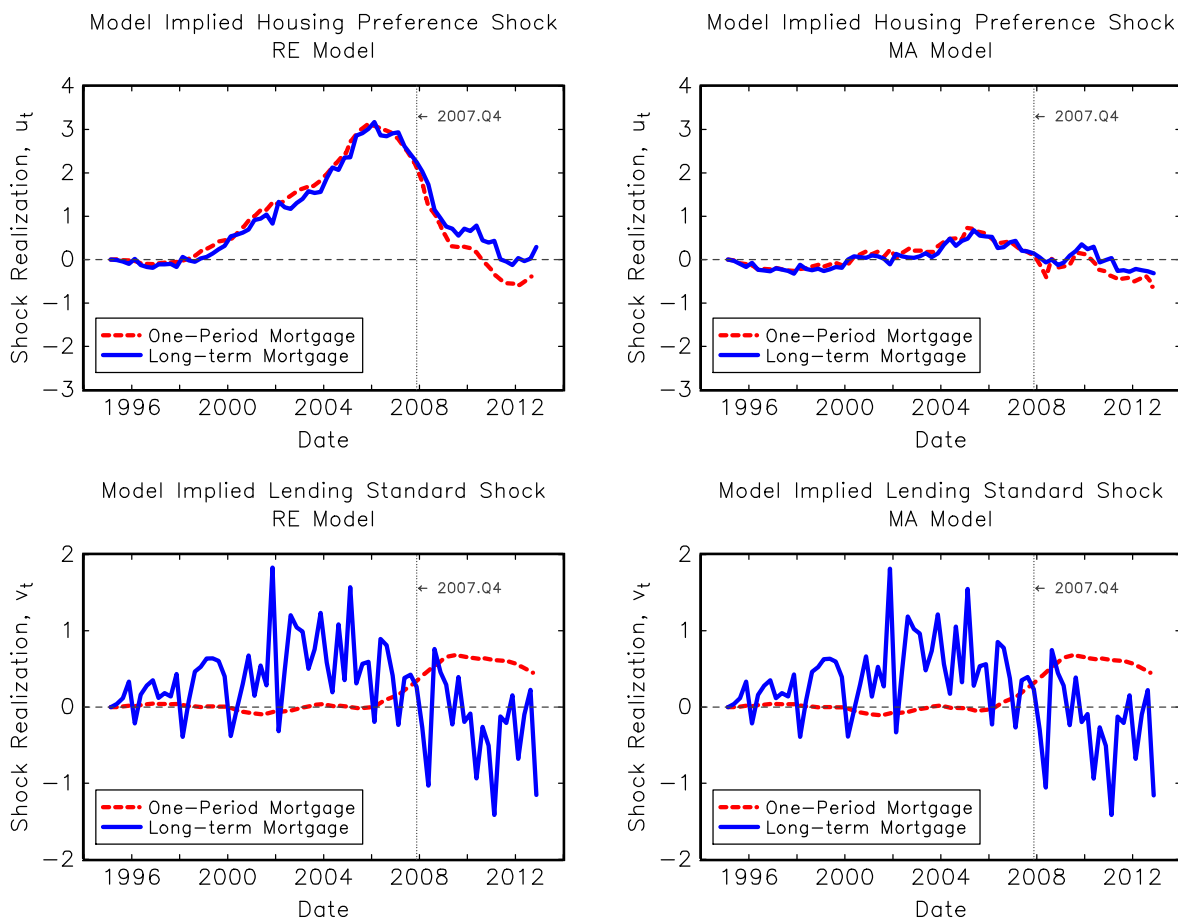 Model Implied Housing Preference Shock
RE Model
4
3
2
1
0
−1
−2
−3
Shock Realization, ut
← 2007.Q4
One−Period Mortgage
Long−term Mortgage
1996 2000 2004 2008 2012
Date
Model Implied Housing Preference Shock
MA Model
4
3
2
1
0
−1
−2
−3
Shock Realization, ut
← 2007.Q4
One−Period Mortgage
Long−term Mortgage
1996 2000 2004 2008 2012
Date
Model Implied Lending Standard Shock
RE Model
2
1
0
−1
−2
Shock Realization, vt
← 2007.Q4
One−Period Mortgage
Long−term Mortgage
1996 2000 2004 2008 2012
Date
Model Implied Lending Standard Shock
MA Model
2
1
0
−1
−2
Shock Realization, vt
← 2007.Q4
One−Period Mortgage
Long−term Mortgage
1996 2000 2004 2008 2012
Date